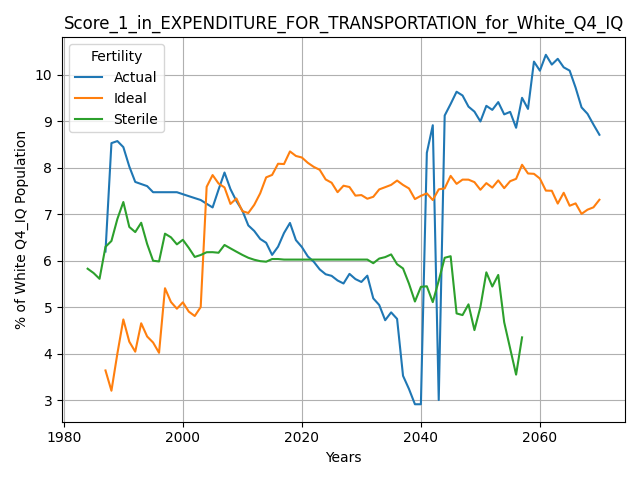 Score_1_in_EXPENDITURE_FOR_TRANSPORTATION_for_White_Q4_IQ
Fertility
Actual
Ideal
Sterile
% of White Q4_IQ Population
10
9
8
7
6
5
4
3
1980
2000
2020
2040
2060
Years